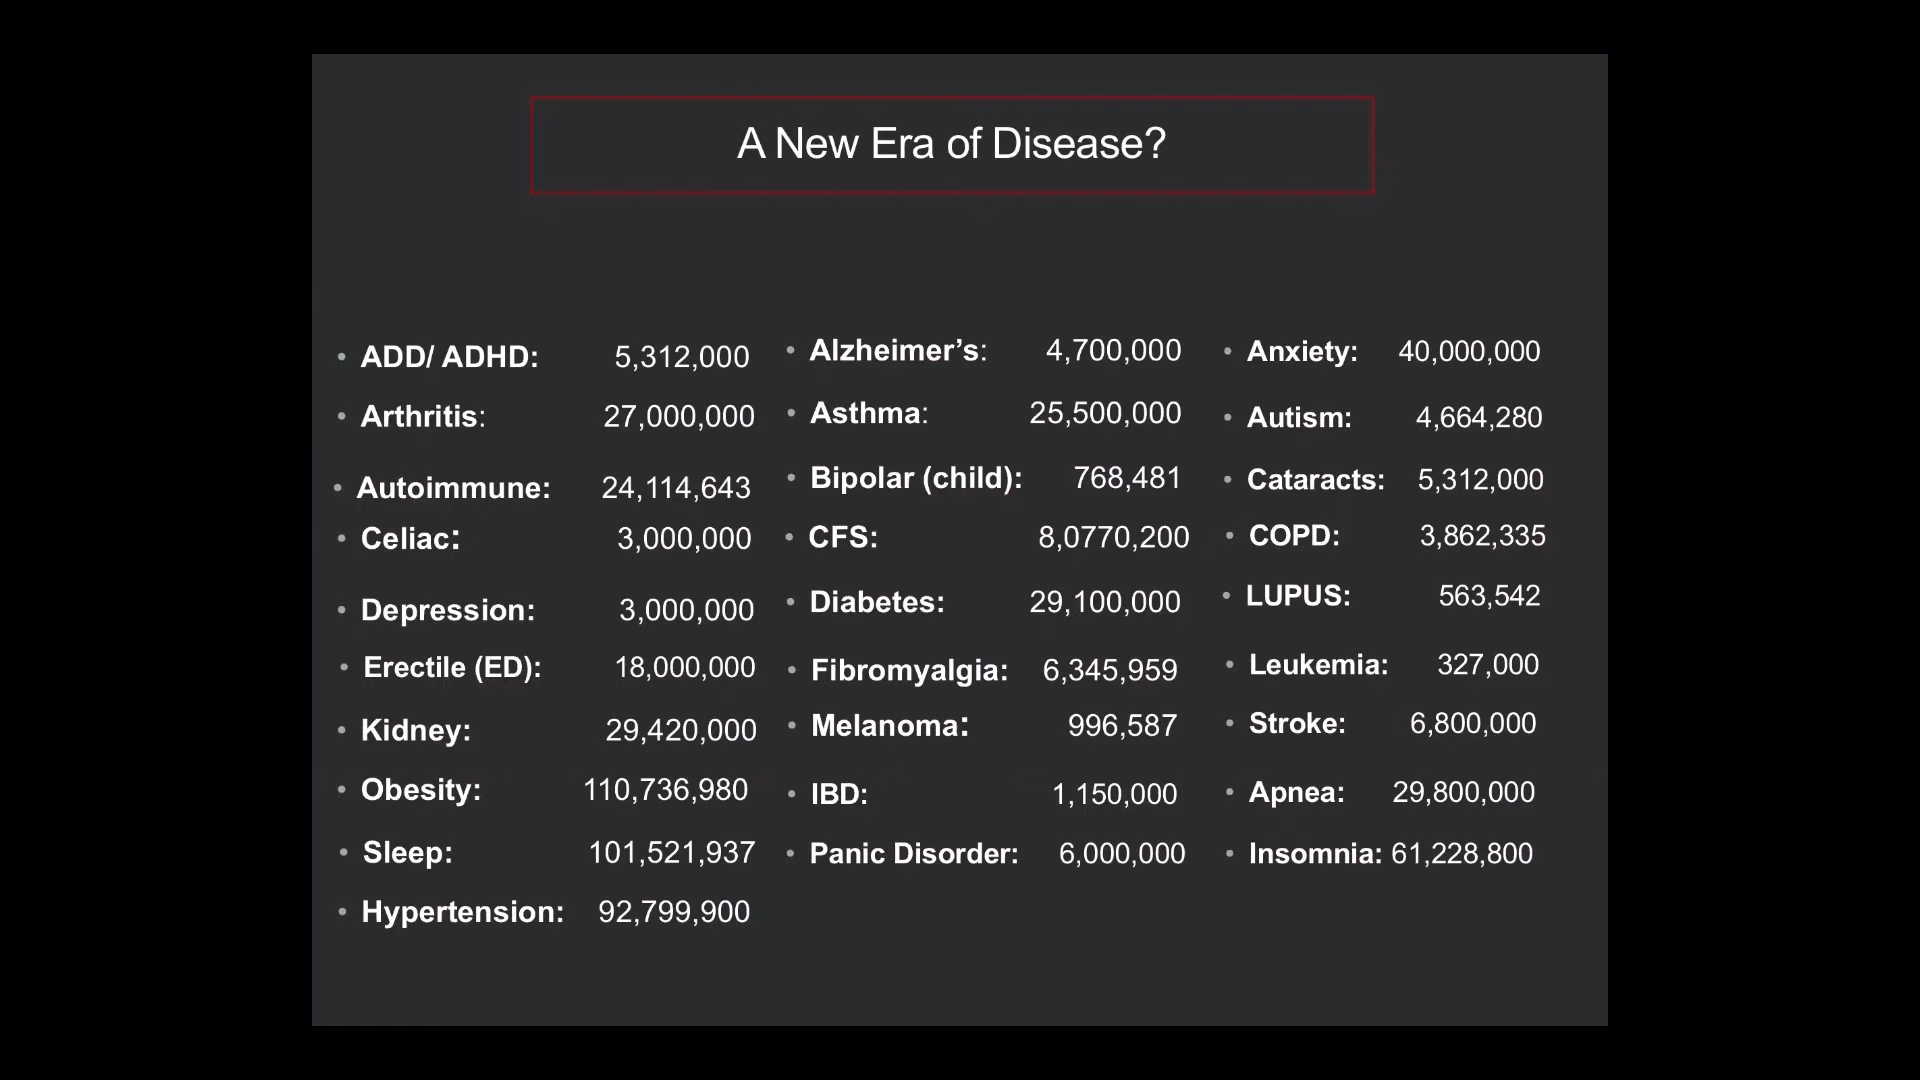 A New Era of Disease?
• ADD/ ADHD: 5,312,000
• Arthritis: 27,000,000
• Autoimmune: 24,114,643
• Celiac: 3,000,000
• Depression: 3,000,000
• Erectile (ED): 18,000,000
• Kidney: 29,420,000
• Obesity: 110,736,980
• Sleep: 101,521,937
• Hypertension: 92,799,900
• Alzheimer’s: 4,700,000
• Asthma: 25,500,000
• Bipolar (child): 768,481
• CFS: 8,0770,200
• Diabetes: 29,100,000
• Fibromyalgia: 6,345,959
• Melanoma: 996,587
• IBD: 1,150,000
• Panic Disorder: 6,000,000
• Anxiety: 40,000,000
• Autism: 4,664,280
• Cataracts: 5,312,000
• COPD: 3,862,335
• LUPUS: 563,542
• Leukemia: 327,000
• Stroke: 6,800,000
• Apnea: 29,800,000
• Insomnia: 61,228,800